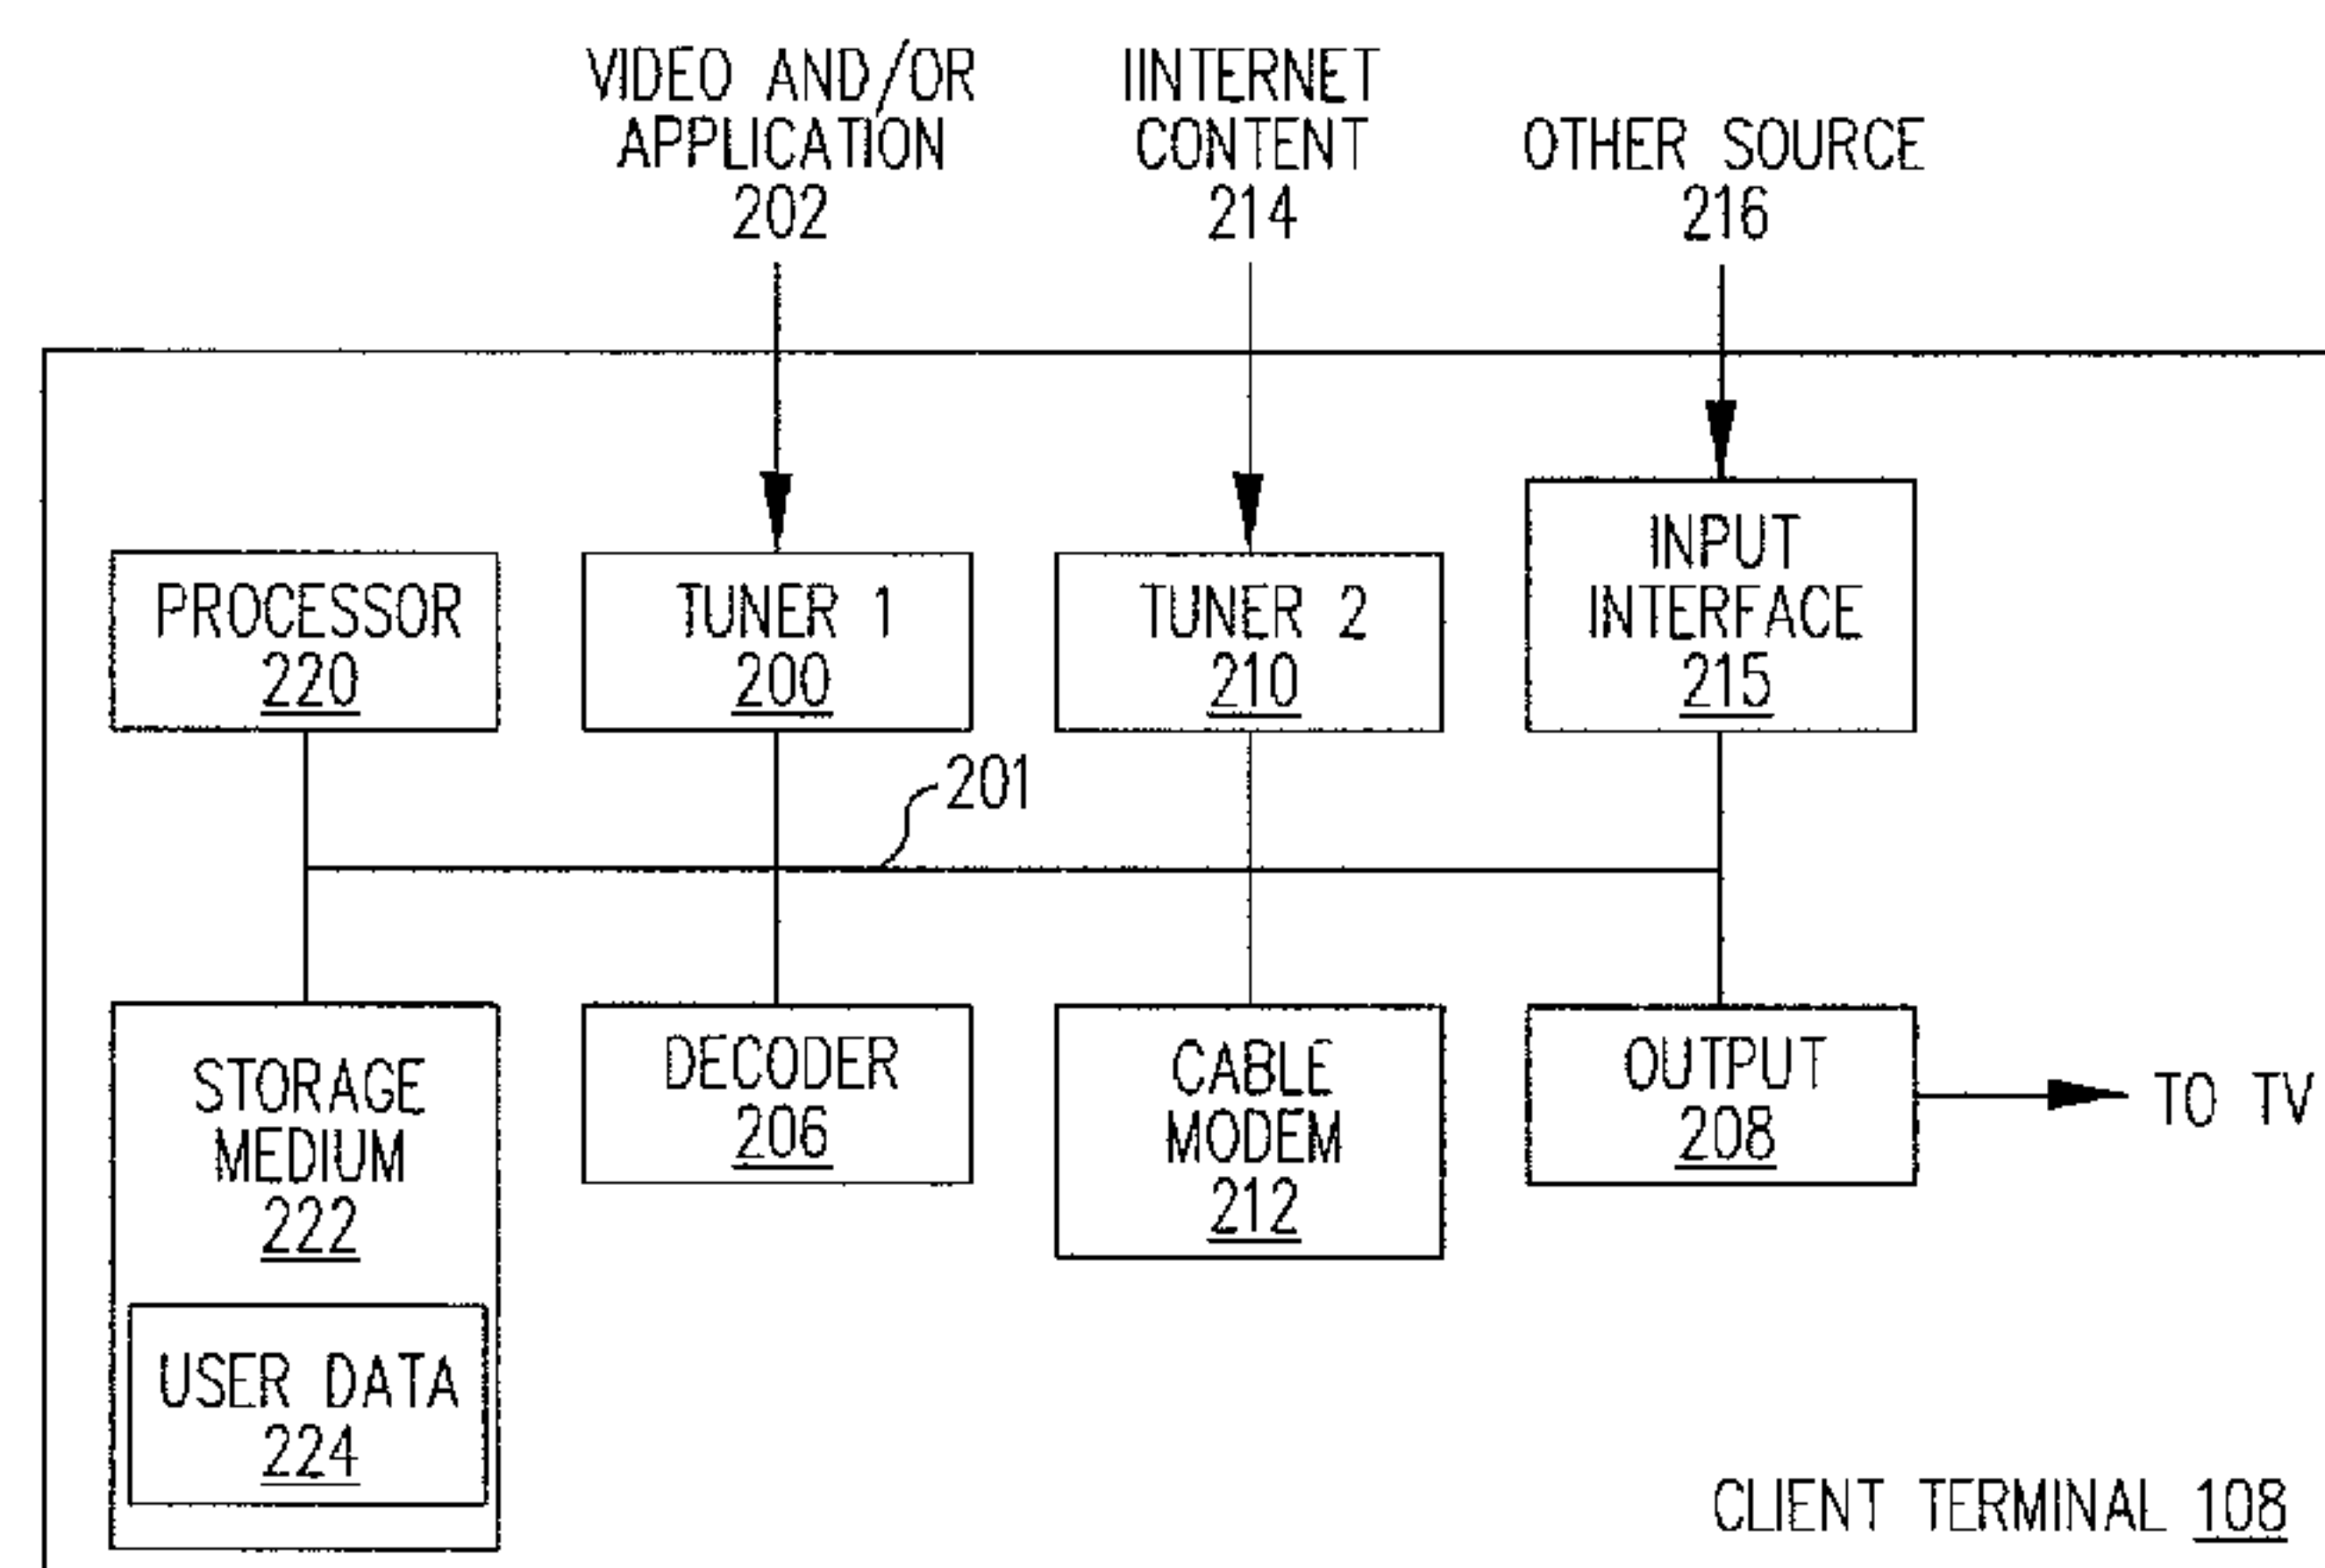 VIDEO AND/OR
APPLICATION
202
IINTERNET
CONTENT
214
OTHER SOURCE
216
PROCESSOR
220
TUNER 1
200
TUNER 2
210
INPUT
INTERFACE
215
201
STORAGE
MEDIUM
222
USER DATA
224
DECODER
206
CABLE
MODEM
212
OUTPUT
208
TO TV
CLIENT TERMINAL 108